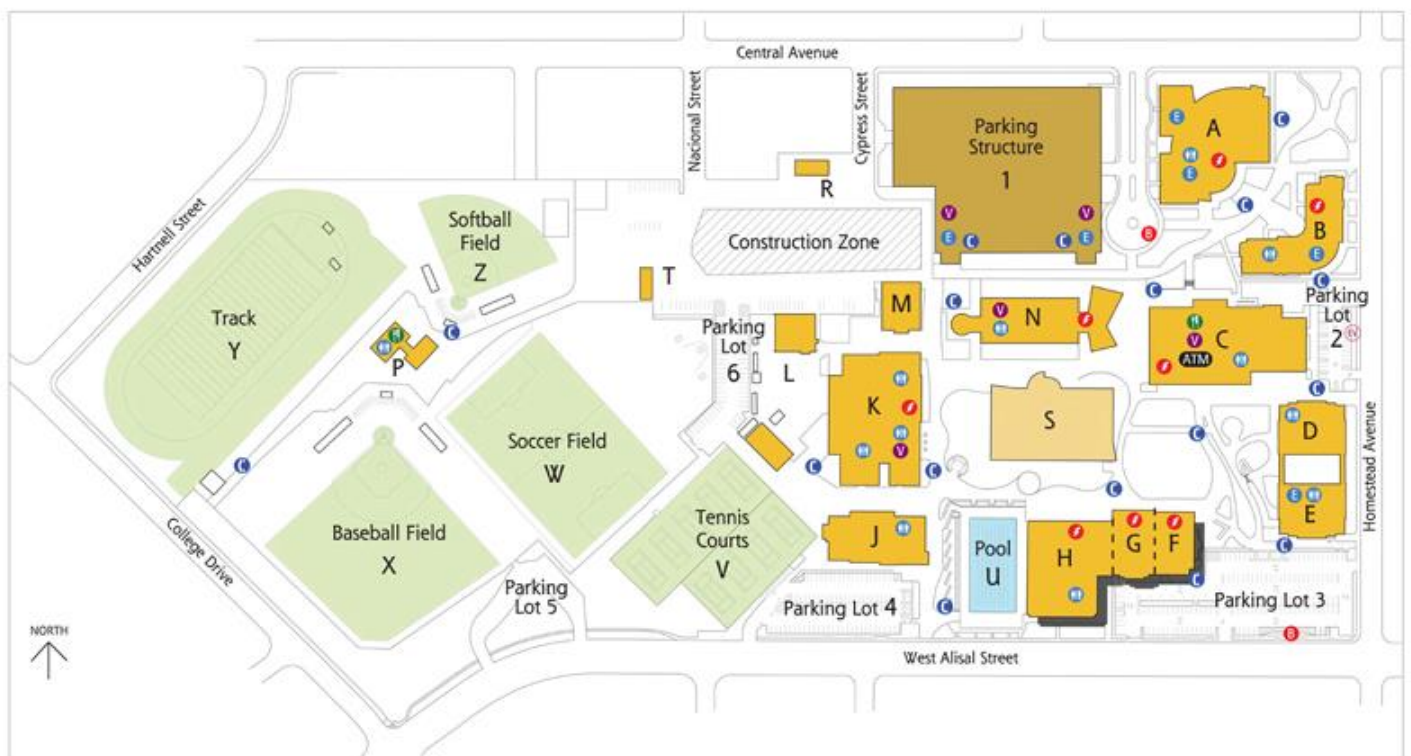 Central Avenue
Nacional Street
Cypress Street
Parking
Structure
1
V
V
E
C
C
E
A
E
E
C
C
B
E
B
C
R
Hartnell Street
Softball
Field
Z
Construction Zone
T
M
C
V
N
C
V
C
ATM
Parking
Lot
2
EV
C
Track
Y
C
P
Parking
Lot
6
L
K
V
C
C
S
C
C
D
E
E
C
Homestead Avenue
Soccer Field
W
C
College Drive
Baseball Field
X
Tennis
Courts
V
J
Pool
U
H
G
F
C
C
Parking
Lot 5
Parking Lot 4
Parking Lot 3
B
NORTH
West Alisal Street